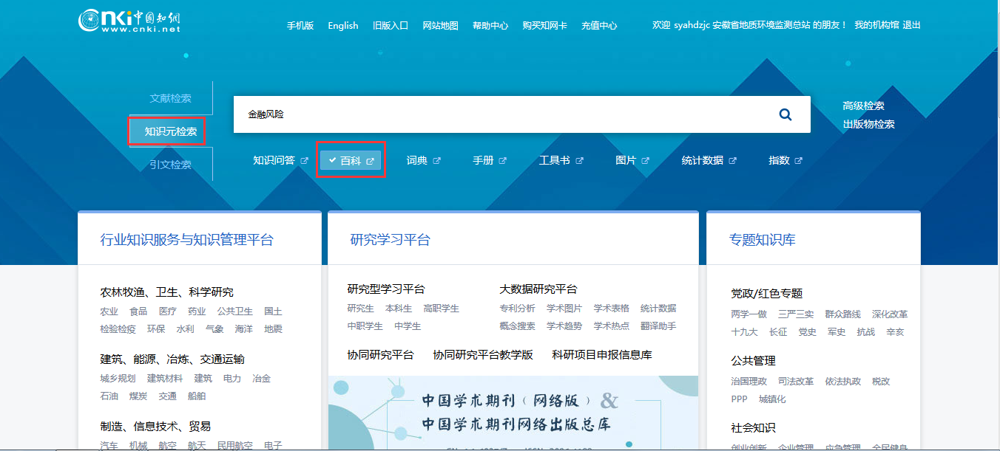 cnki 中国知网
www.cnki.net
手机版 English 旧版入口 网站地图 帮助中心 购买知网卡 充值中心 欢迎 syahdzjc 安徽省地质环境监测总站 的朋友！ 我的机构馆 退出
文献检索
知识元检索
引文检索
金融风险
高级检索
出版物检索
知识问答 百科 词典 手册 工具书 图片 统计数据 指数
行业知识服务与知识管理平台
农林牧渔、卫生、科学研究
农业 食品 医疗 药业 公共卫生 国土
检验检疫 环保 水利 气象 海洋 地震
建筑、能源、冶炼、交通运输
城乡规划 建筑材料 建筑 电力 冶金
石油 煤炭 交通 船舶
制造、信息技术、贸易
汽车 机械 航空 航天 民用航空 电子
研究学习平台
研究型学习平台
研究生 本科生 高职学生
中职学生 中学生
大数据研究平台
专利分析 学术图片 学术表格 统计数据
概念搜索 学术趋势 学术热点 翻译助手
协同研究平台 协同研究平台教学版 科研项目申报信息库
中国学术期刊（网络版）&
中国学术期刊网络出版总库
专题知识库
党政/红色专题
两学一做 三严三实 群众路线 深化改革
十九大 长征 党史 军史 抗战 辛亥
公共管理
治国理政 司法改革 依法执政 税改
PPP 城镇化
社会知识
创业创新 企业管理 应急管理 全民健身